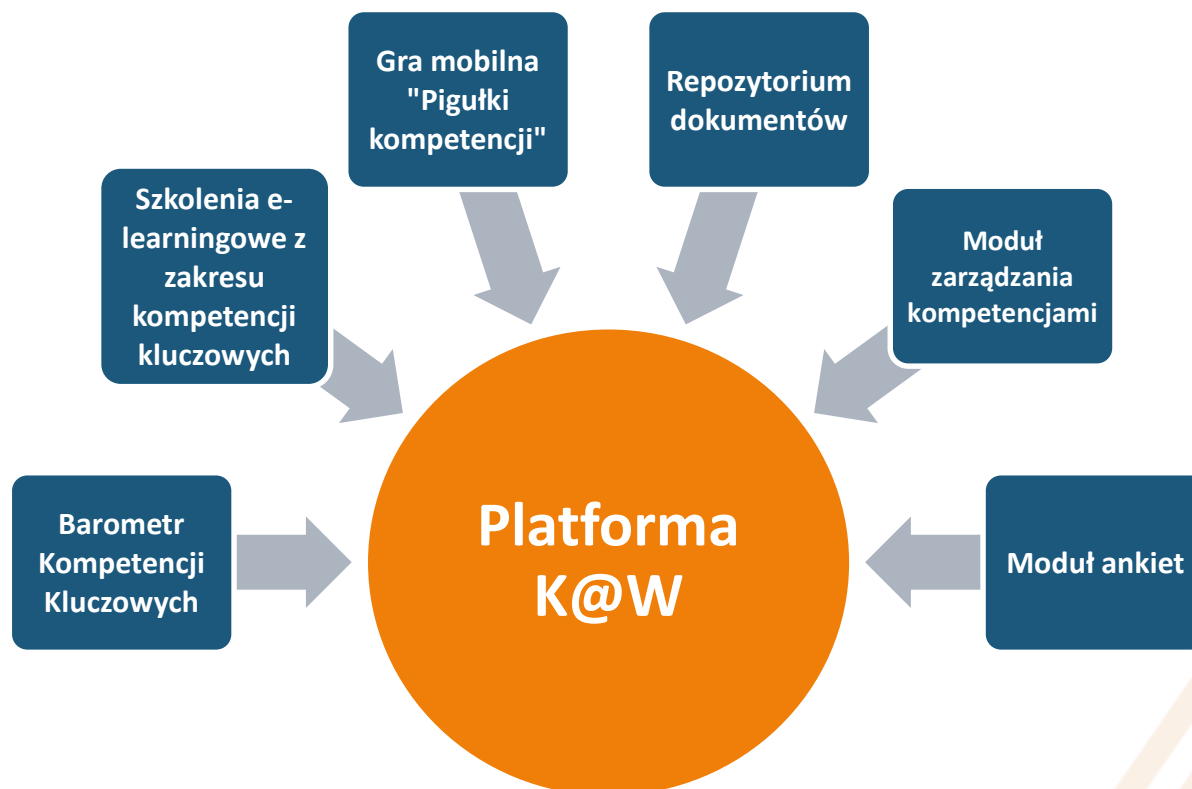 Gra mobilna
"Pigułki
kompetencji"
Repozytorium
dokumentów
Szkolenia e-
learningowe z
zakresu
kompetencji
kluczowych
Moduł
zarządzania
kompetencjami
Barometr
Kompetencji
Kluczowych
Platforma
K@W
Moduł ankiet